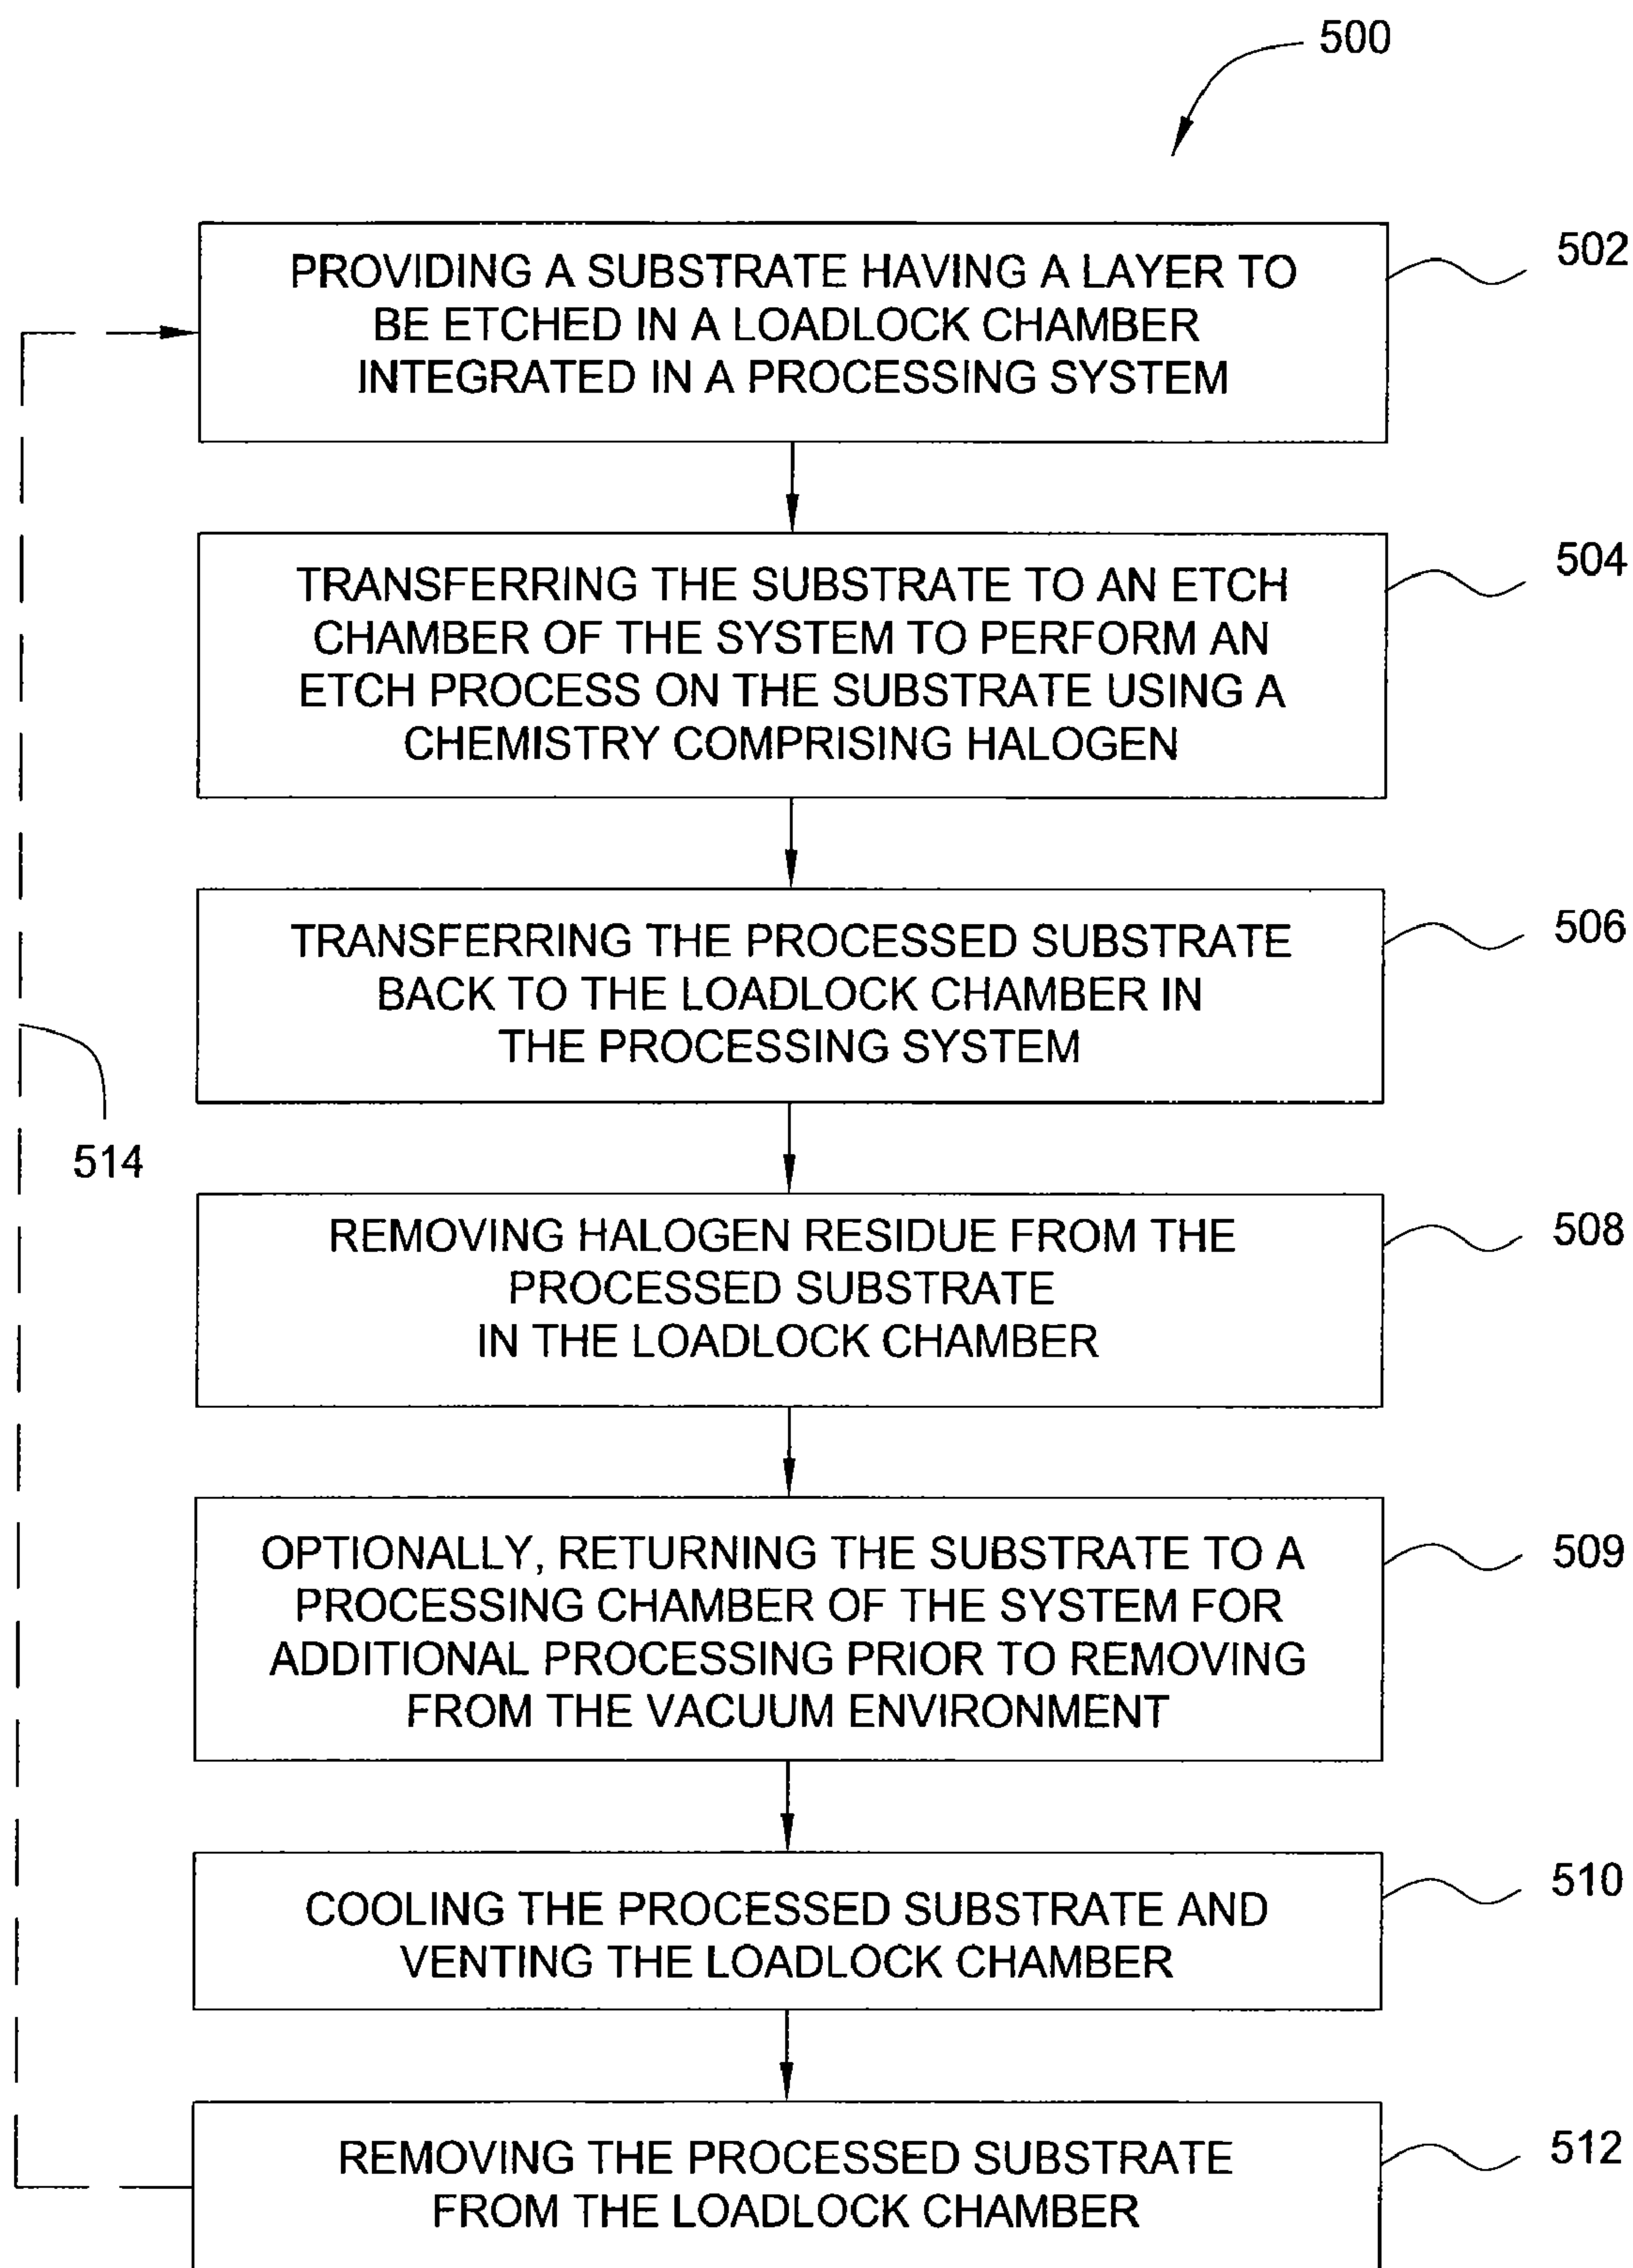 500
PROVIDING A SUBSTRATE HAVING A LAYER TO
BE ETCHED IN A LOADLOCK CHAMBER
INTEGRATED IN A PROCESSING SYSTEM
502
TRANSFERRING THE SUBSTRATE TO AN ETCH
CHAMBER OF THE SYSTEM TO PERFORM AN
ETCH PROCESS ON THE SUBSTRATE USING A
CHEMISTRY COMPRISING HALOGEN
504
TRANSFERRING THE PROCESSED SUBSTRATE
BACK TO THE LOADLOCK CHAMBER IN
THE PROCESSING SYSTEM
506
514
REMOVING HALOGEN RESIDUE FROM THE
PROCESSED SUBSTRATE
IN THE LOADLOCK CHAMBER
508
OPTIONALLY, RETURNING THE SUBSTRATE TO A
PROCESSING CHAMBER OF THE SYSTEM FOR
ADDITIONAL PROCESSING PRIOR TO REMOVING
FROM THE VACUUM ENVIRONMENT
509
COOLING THE PROCESSED SUBSTRATE AND
VENTING THE LOADLOCK CHAMBER
510
REMOVING THE PROCESSED SUBSTRATE
FROM THE LOADLOCK CHAMBER
512